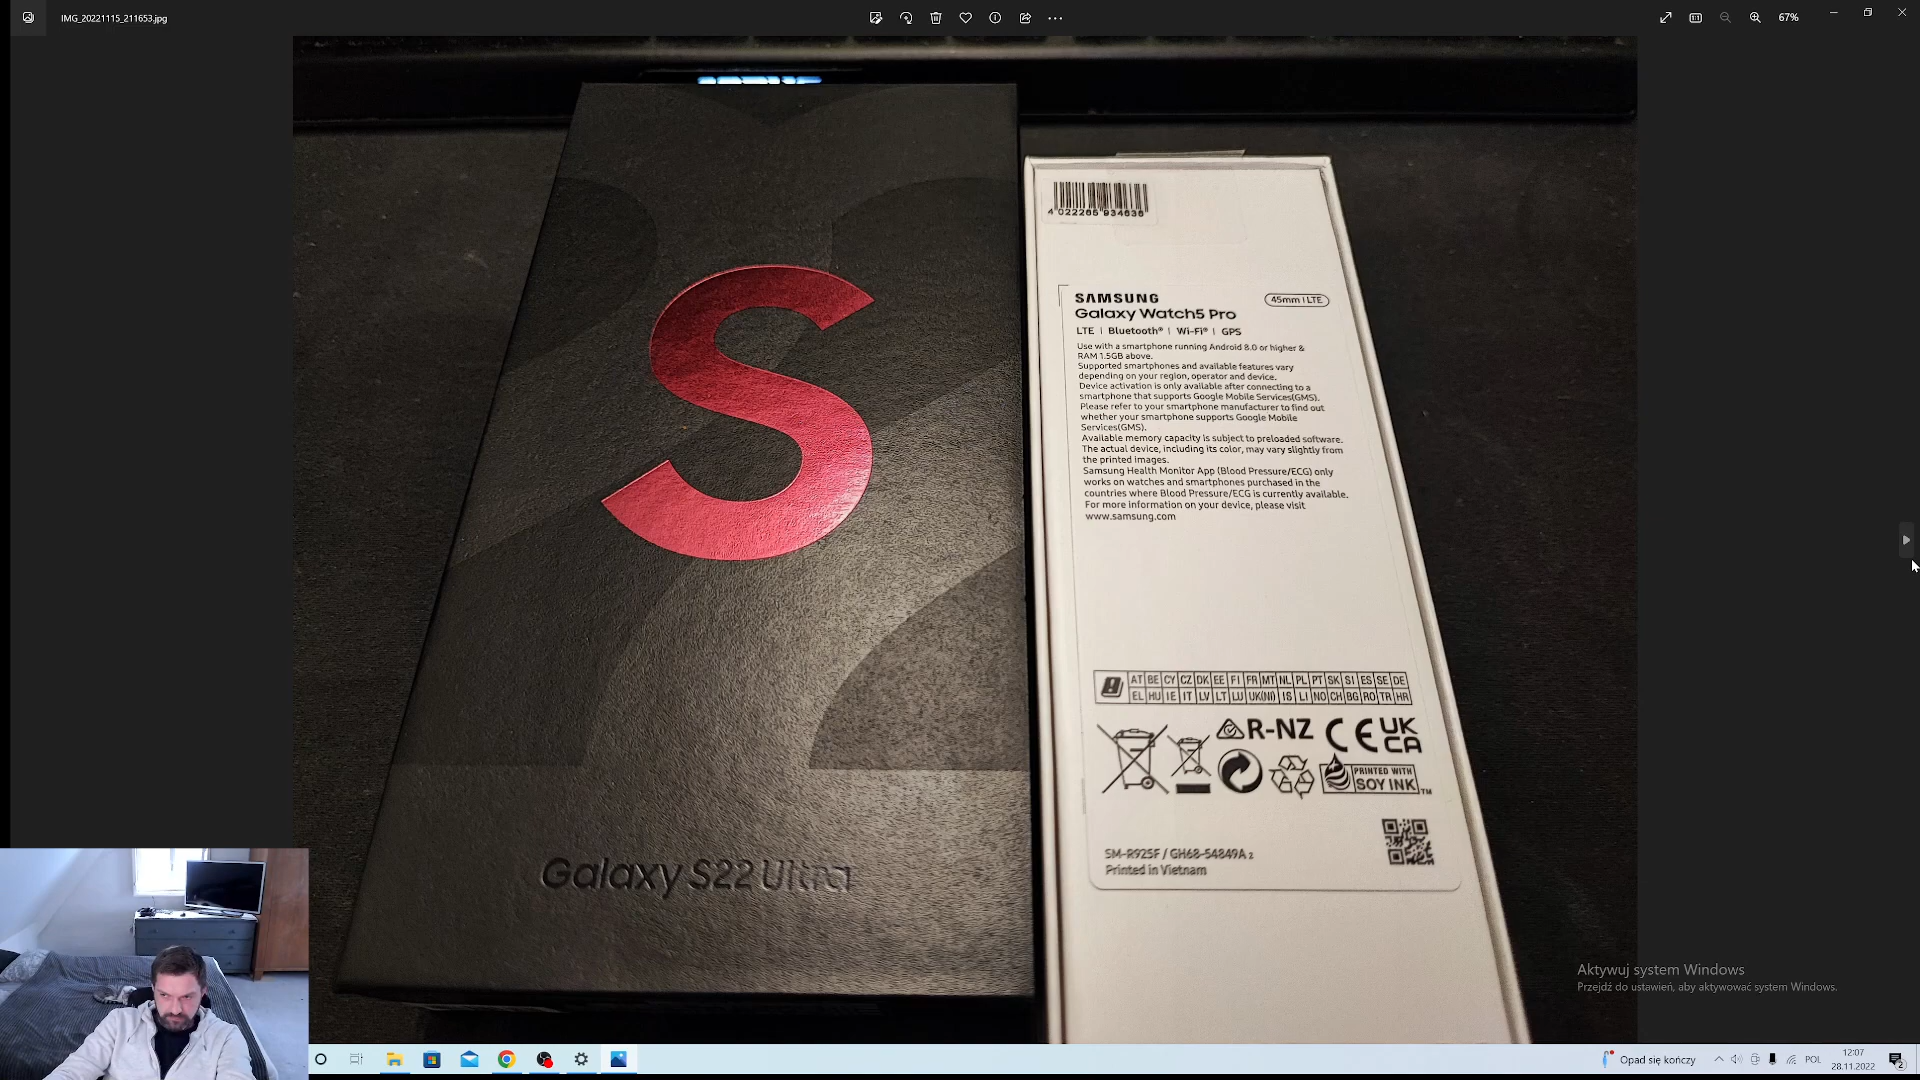 IMG_20221115_211653.jpg
67%
4 022266 934636
SAMSUNG
45mm | LTE
Galaxy Watch5 Pro
LTE | Bluetooth® | Wi-Fi® | GPS
Use with a smartphone running Android 8.0 or higher &
RAM 1.5GB above.
Supported smartphones and available features vary
depending on your region, operator and device.
Device activation is only available after connecting to a
smartphone that supports Google Mobile Services(GMS).
Please refer to your smartphone manufacturer to find out
whether your smartphone supports Google Mobile
Services(GMS).
Available memory capacity is subject to preloaded software.
The actual device, including its color, may vary slightly from
the printed images.
Samsung Health Monitor App (Blood Pressure/ECG) only
works on watches and smartphones purchased in the
countries where Blood Pressure/ECG is currently available.
For more information on your device, please visit
www.samsung.com
AT BE CY CZ DK EE FI FR MT NL PL PT SK SI ES SE DE
EL HU IE IT LV LT LU UK(NI) IS LI NO CH BG RO TR HR
R-NZ
CE
UK
CA
PRINTED WITH
SOY INK™
SM-R925F / GH68-54849A 2
Printed in Vietnam
S
Galaxy S22 Ultra
Aktywuj system Windows
Przejdź do ustawień, aby aktywować system Windows.
Opad się kończy
POL
12:07
28.11.2022
2